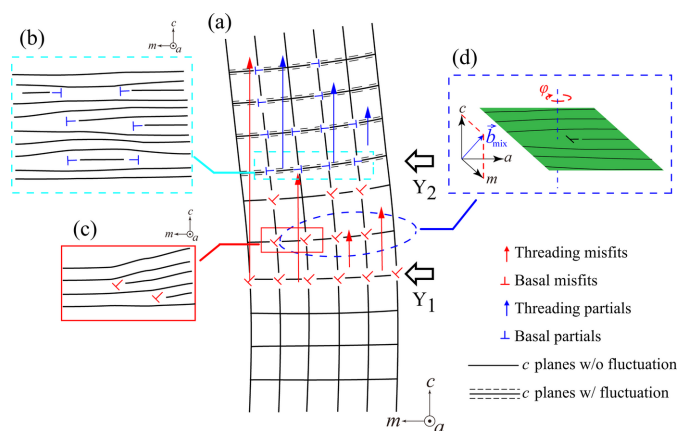 (b)
c
m
a
(a)
(d)
φ
c
b⃗mix
a
m
Y₂
(c)
c
m
a
Y₁
Threading misfits
Basal misfits
Threading partials
Basal partials
c planes w/o fluctuation
c planes w/ fluctuation
c
m
a